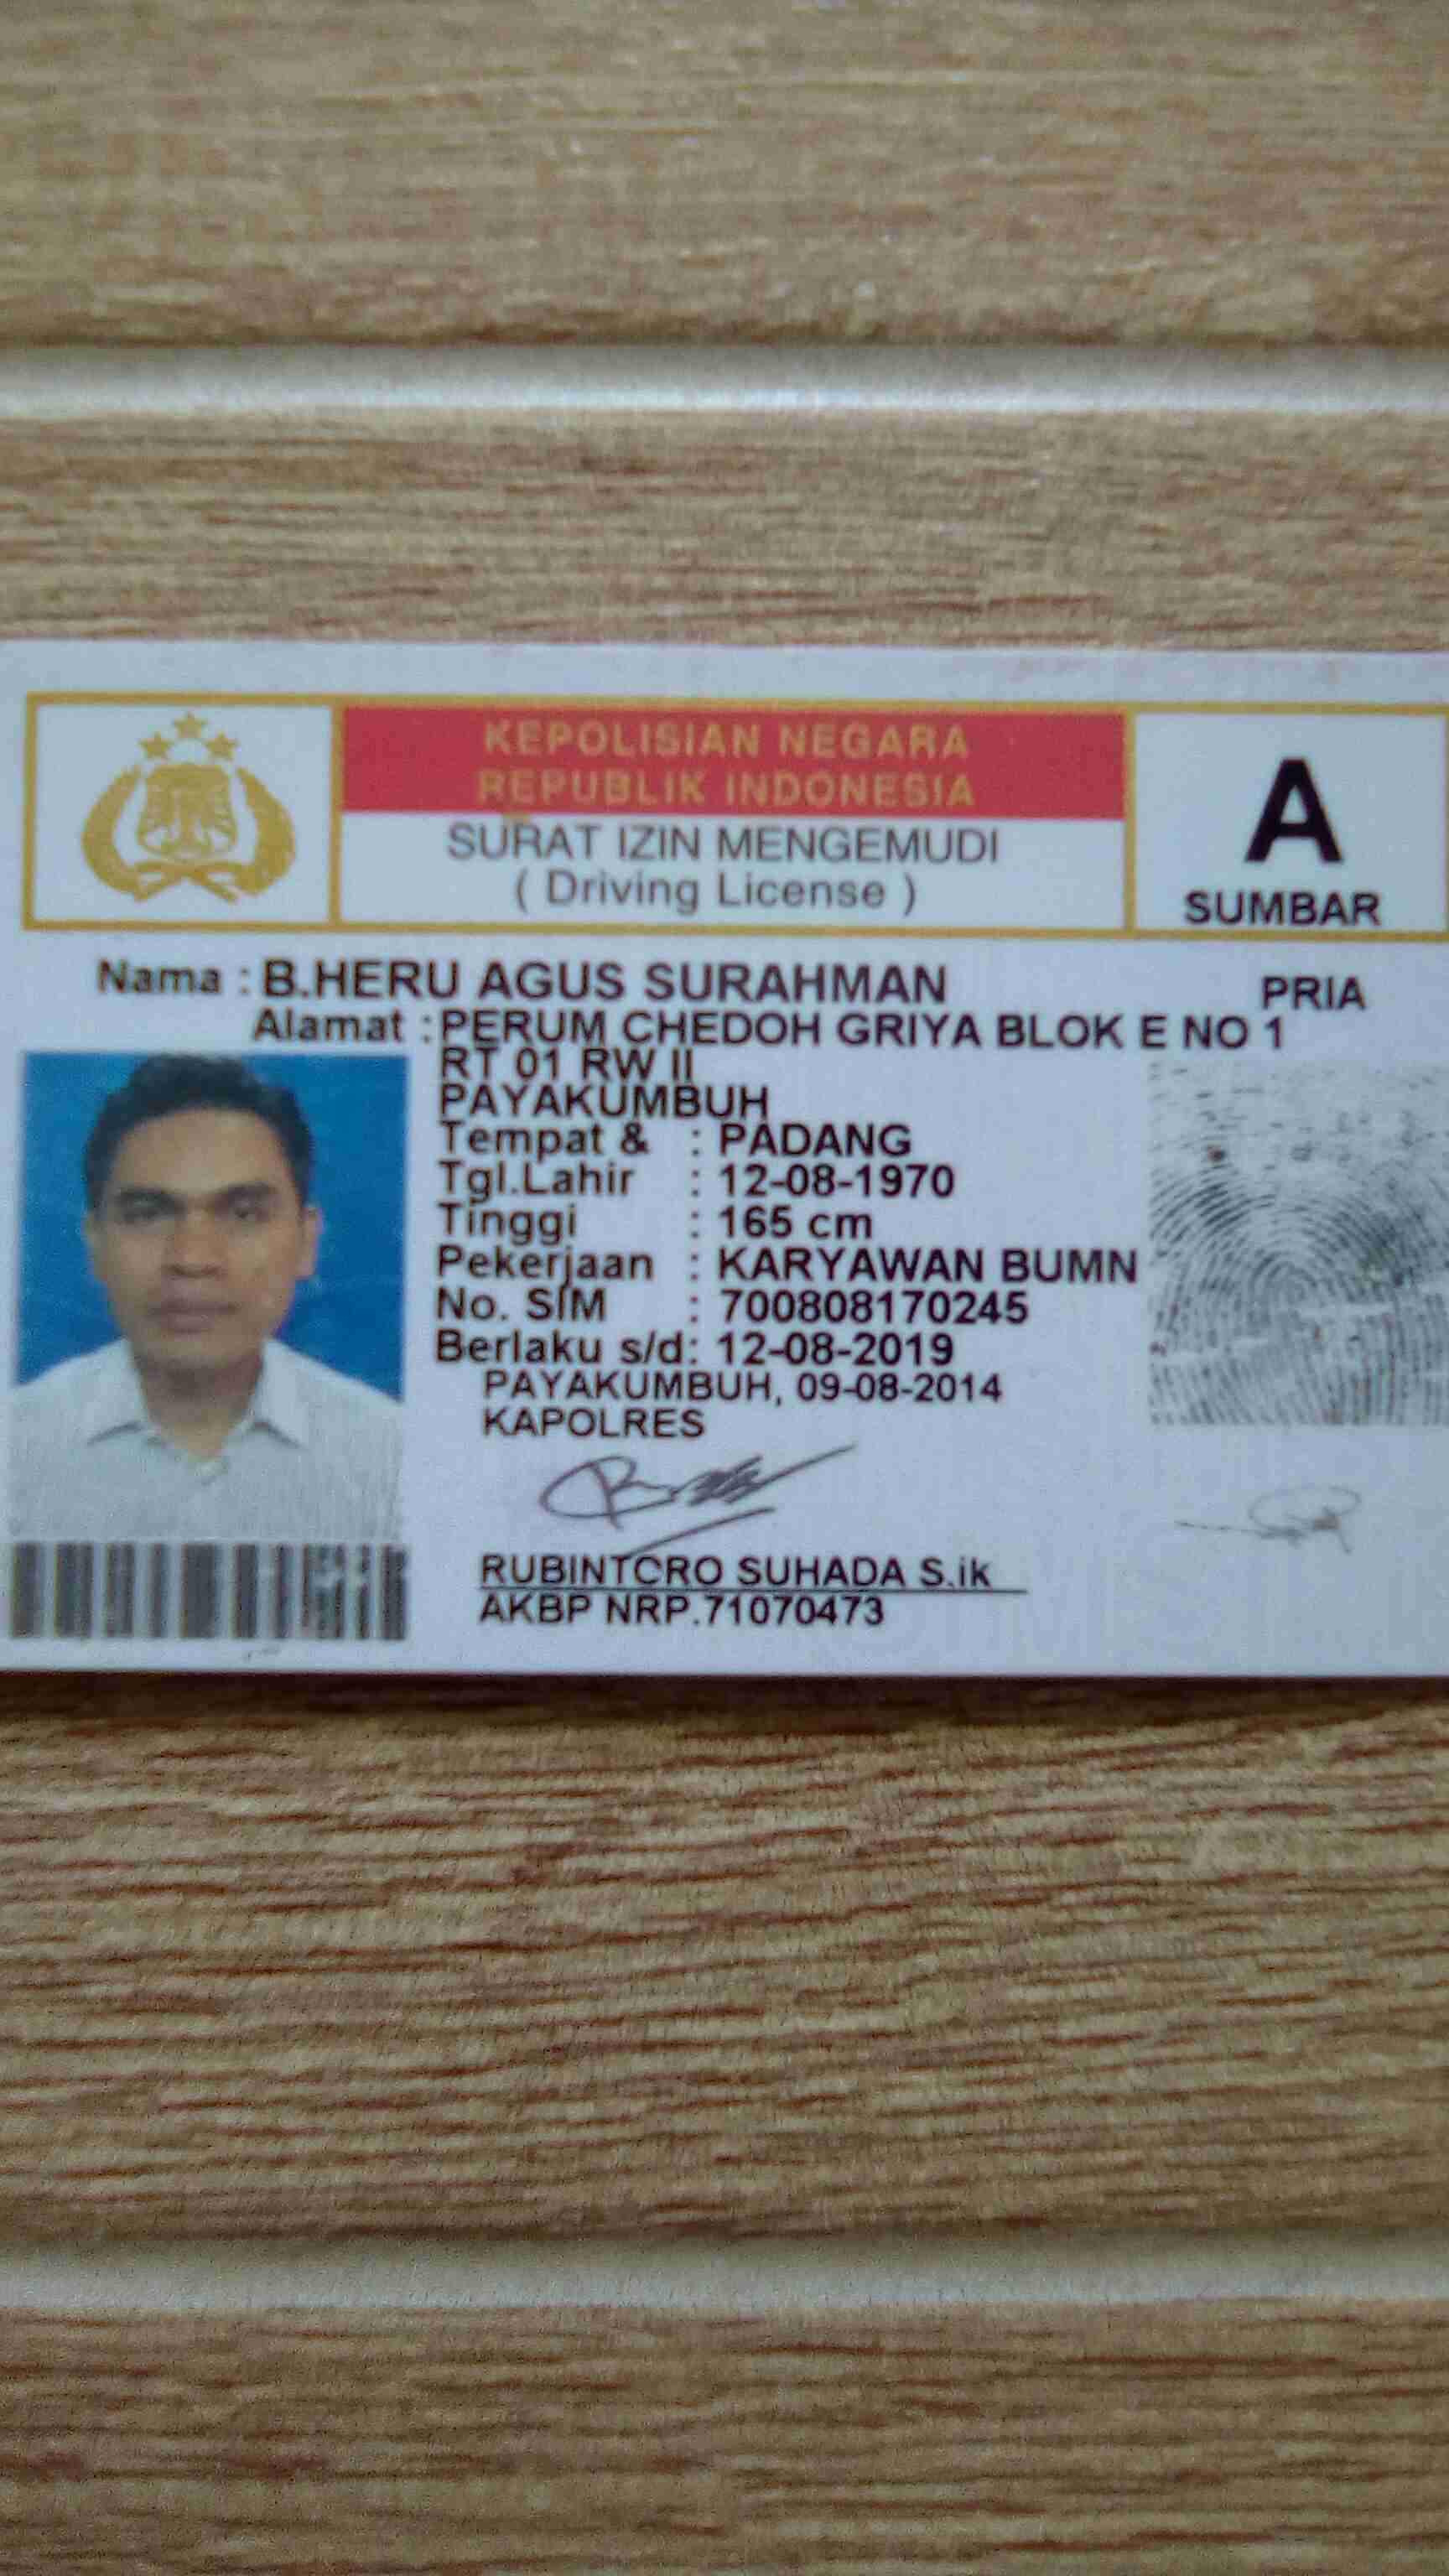 KEPOLISIAN NEGARA
REPUBLIK INDONESIA
SURAT IZIN MENGEMUDI
( Driving License )
A
SUMBAR
Nama : B.HERU AGUS SURAHMAN PRIA
Alamat : PERUM CHEDOH GRIYA BLOK E NO 1
RT 01 RW II
PAYAKUMBUH
Tempat & : PADANG
Tgl.Lahir : 12-08-1970
Tinggi : 165 cm
Pekerjaan : KARYAWAN BUMN
No. SIM : 700808170245
Berlaku s/d: 12-08-2019
PAYAKUMBUH, 09-08-2014
KAPOLRES
RUBINTORO SUHADA S.ik
AKBP NRP.71070473